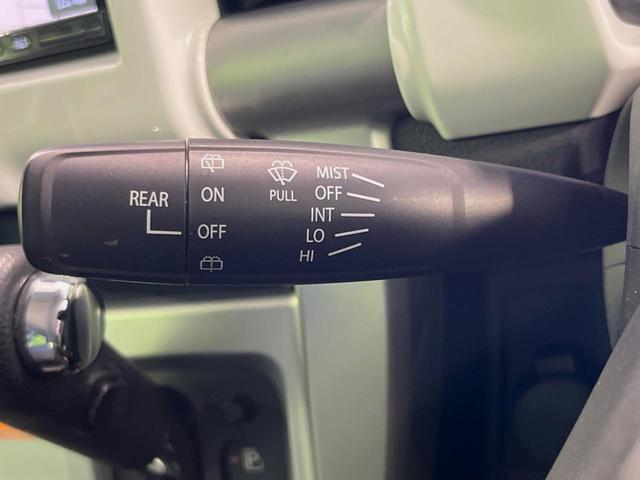 REAR
ON
OFF
PULL
MIST
OFF
INT
LO
HI